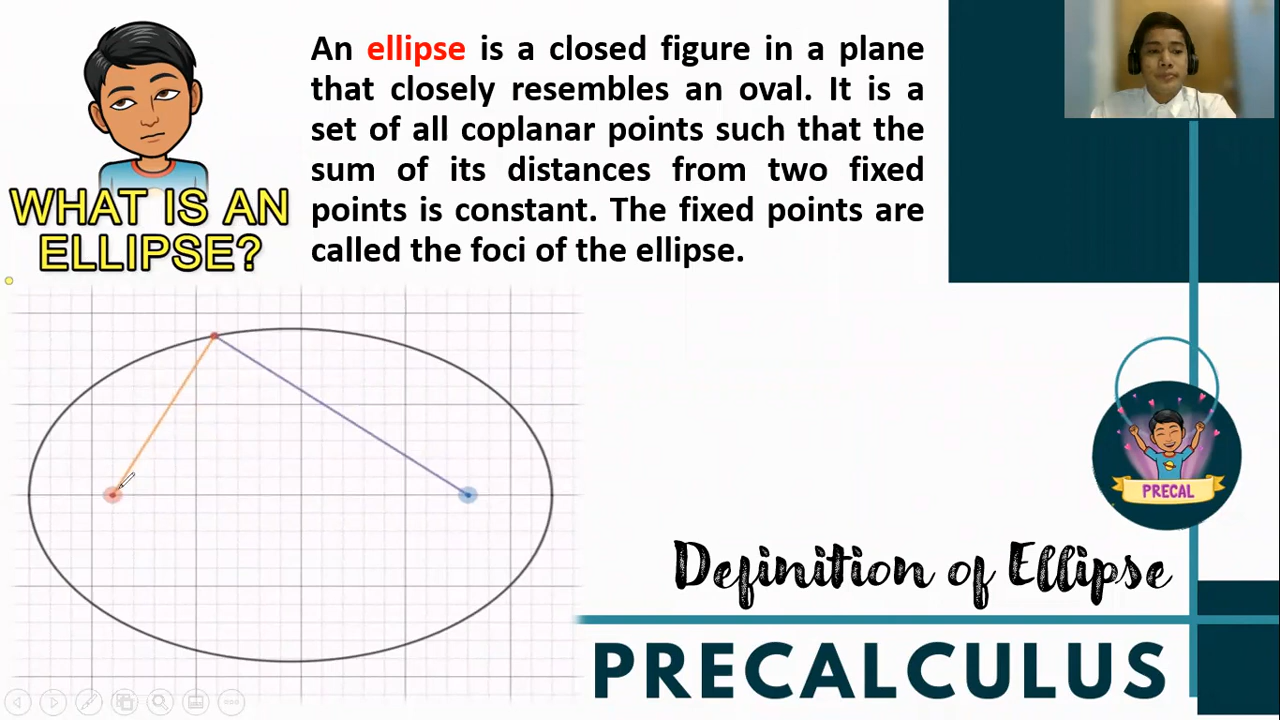 An ellipse is a closed figure in a plane
that closely resembles an oval. It is a
set of all coplanar points such that the
sum of its distances from two fixed
points is constant. The fixed points are
called the foci of the ellipse.
WHAT IS AN
ELLIPSE?
PRECAL
Definition of Ellipse
PRECALCULUS